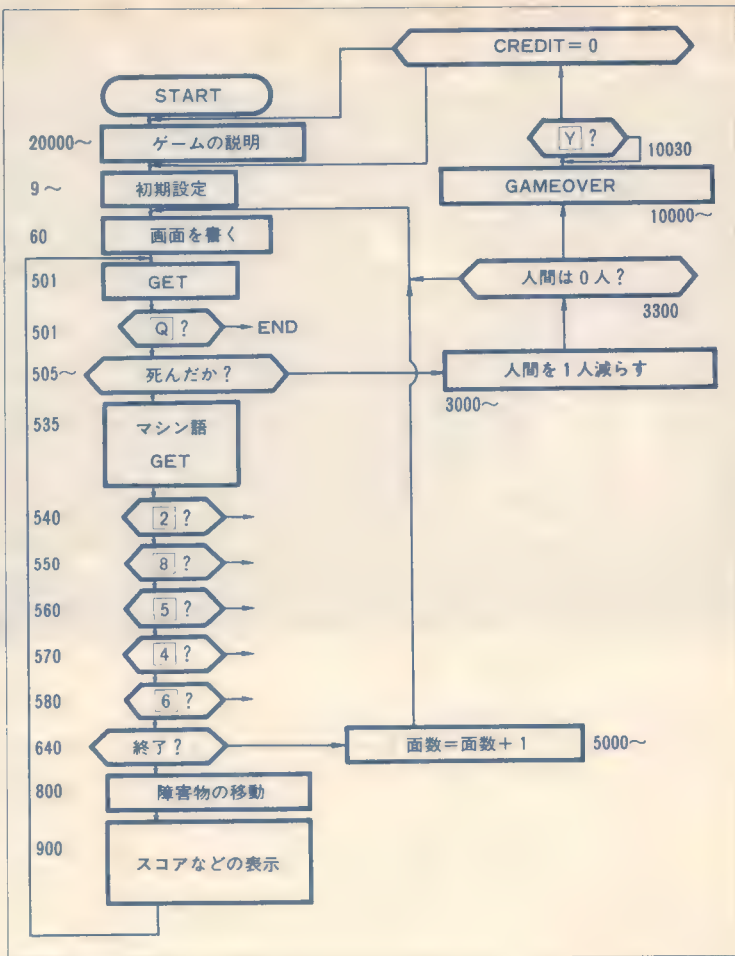 CREDIT = 0
START
20000～ ゲームの説明
Y ? 10030
9～ 初期設定
GAMEOVER
10000～
60 画面を書く
501 GET
人間は0人?
3300
501 Q ? END
505～ 死んだか?
人間を1人減らす
3000～
535 マシン語
GET
540 2 ?
550 8 ?
560 5 ?
570 4 ?
580 6 ?
640 終了?
面数=面数+1 5000～
800 障害物の移動
900 スコアなどの表示